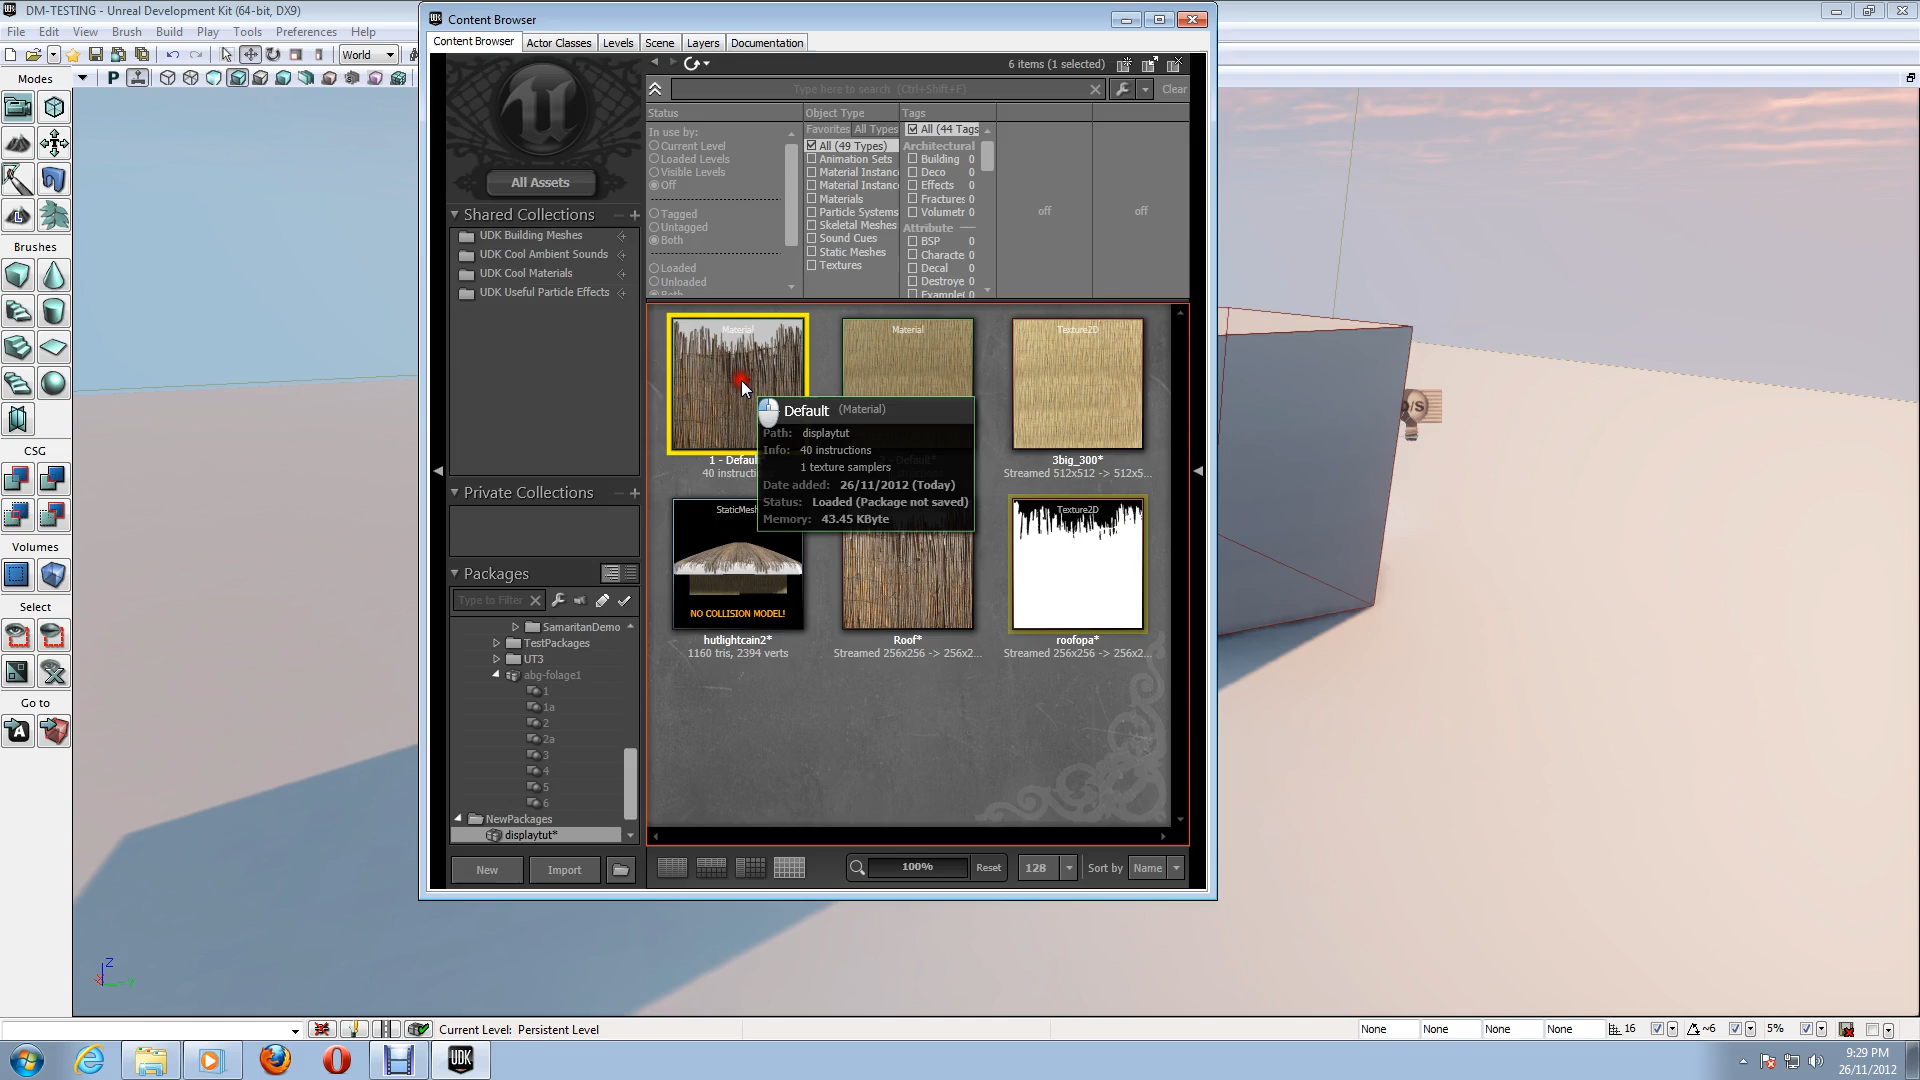 DM-TESTING - Unreal Development Kit (64-bit, DX9)
File Edit View Brush Build Play Tools Preferences Help
World
Modes
Brushes
CSG
Volumes
Select
Go to
Content Browser
Content Browser Actor Classes Levels Scene Layers Documentation
All Assets
Shared Collections
UDK Building Meshes
UDK Cool Ambient Sounds
UDK Cool Materials
UDK Useful Particle Effects
Private Collections
Packages
Type to Filter
SamaritanDemo
TestPackages
UT3
abg-folage1
1
1a
2
2a
3
4
5
6
NewPackages
displaytut*
New Import
6 items (1 selected)
Type here to search (Ctrl+Shift+F)
Clear
Status
In use by:
Current Level
Loaded Levels
Visible Levels
Off
Tagged
Untagged
Both
Loaded
Unloaded
Both
Object Type
Favorites All Types
All (49 Types)
Animation Sets
Material Instanc
Material Instanc
Materials
Particle Systems
Skeletal Meshes
Sound Cues
Static Meshes
Textures
Tags
All (44 Tags
Architectural
Building 0
Deco 0
Effects 0
Fractures 0
Volumetr 0
Attribute
BSP 0
Characte 0
Decal 0
Destroye 0
Example( 0
off
off
Material
1 - Default
40 instructi
Material
- Default*
Texture2D
3big_300*
Streamed 512x512 -> 512x5...
Default (Material)
Path: displaytut
Info: 40 instructions
1 texture samplers
Date added: 26/11/2012 (Today)
Status: Loaded (Package not saved)
Memory: 43.45 KByte
StaticMesh
NO COLLISION MODEL!
hutlightcain2*
1160 tris, 2394 verts
Roof*
Streamed 256x256 -> 256x2...
Texture2D
roofopa*
Streamed 256x256 -> 256x2...
100% Reset 128 Sort by Name
D/S
Z
Current Level: Persistent Level
None None None None 16 ~6 5%
UDK
9:29 PM
26/11/2012